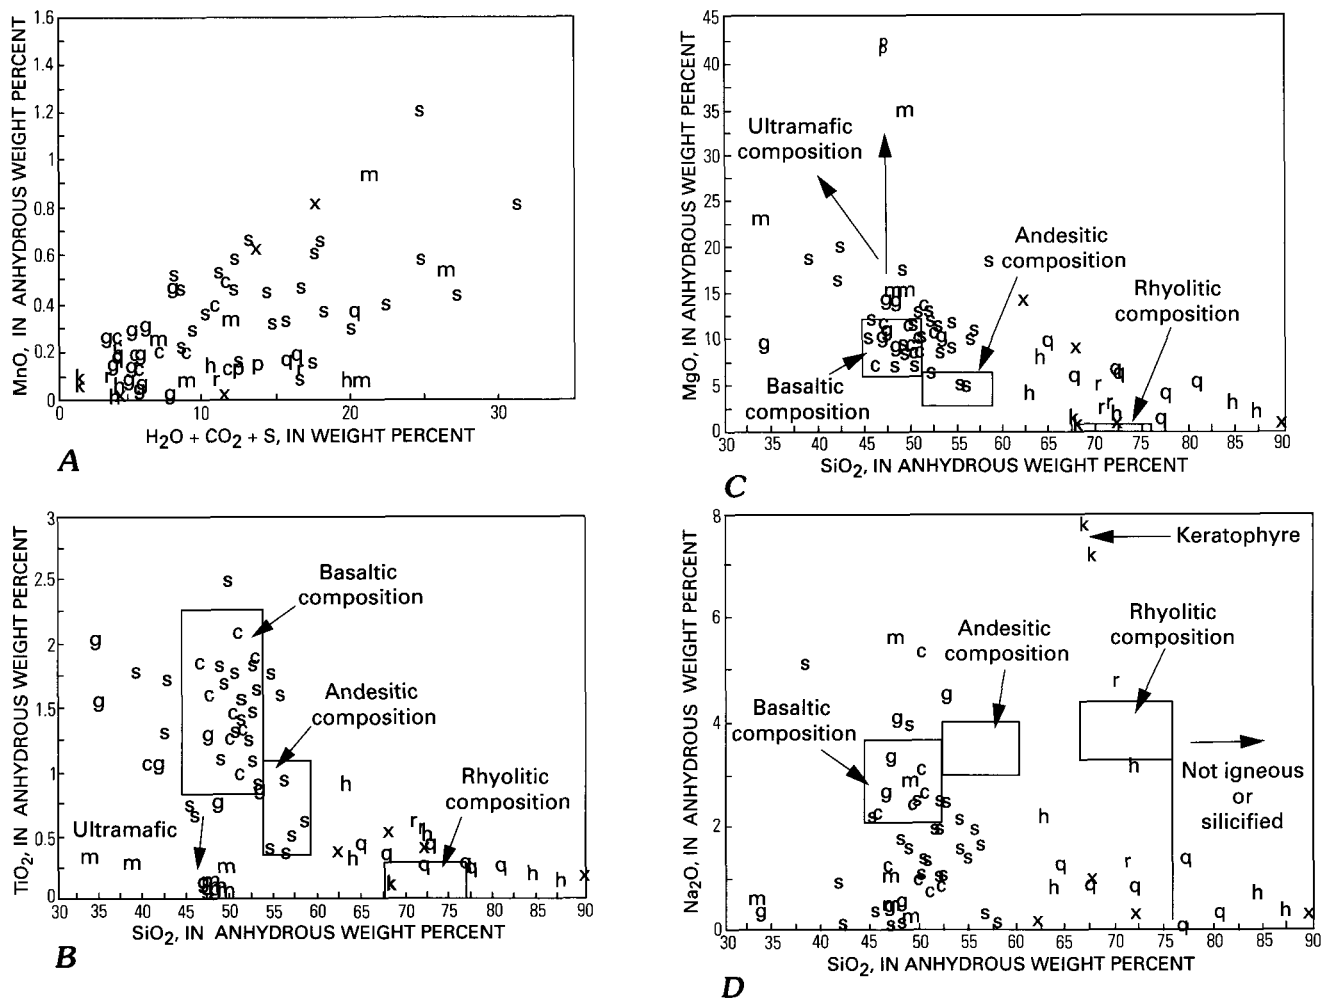 MnO, IN ANHYDROUS WEIGHT PERCENT
1.6
1.4
1.2
1
0.8
0.6
0.4
0.2
0
0 10 20 30
H₂O + CO₂ + S, IN WEIGHT PERCENT
A
TiO₂, IN ANHYDROUS WEIGHT PERCENT
3
2.5
2
1.5
1
0.5
0
Basaltic
composition
Andesitic
composition
Rhyolitic
composition
Ultramafic
30 35 40 45 50 55 60 65 70 75 80 85 90
SiO₂, IN ANHYDROUS WEIGHT PERCENT
B
MgO, IN ANHYDROUS WEIGHT PERCENT
45
40
35
30
25
20
15
10
5
0
Ultramafic
composition
Andesitic
composition
Rhyolitic
composition
Basaltic
composition
30 35 40 45 50 55 60 65 70 75 80 85 90
SiO₂, IN ANHYDROUS WEIGHT PERCENT
C
Na₂O, IN ANHYDROUS WEIGHT PERCENT
8
6
4
2
0
Keratophyre
Rhyolitic
composition
Andesitic
composition
Basaltic
composition
Not igneous
or
silicified
30 35 40 45 50 55 60 65 70 75 80 85 90
SiO₂, IN ANHYDROUS WEIGHT PERCENT
D